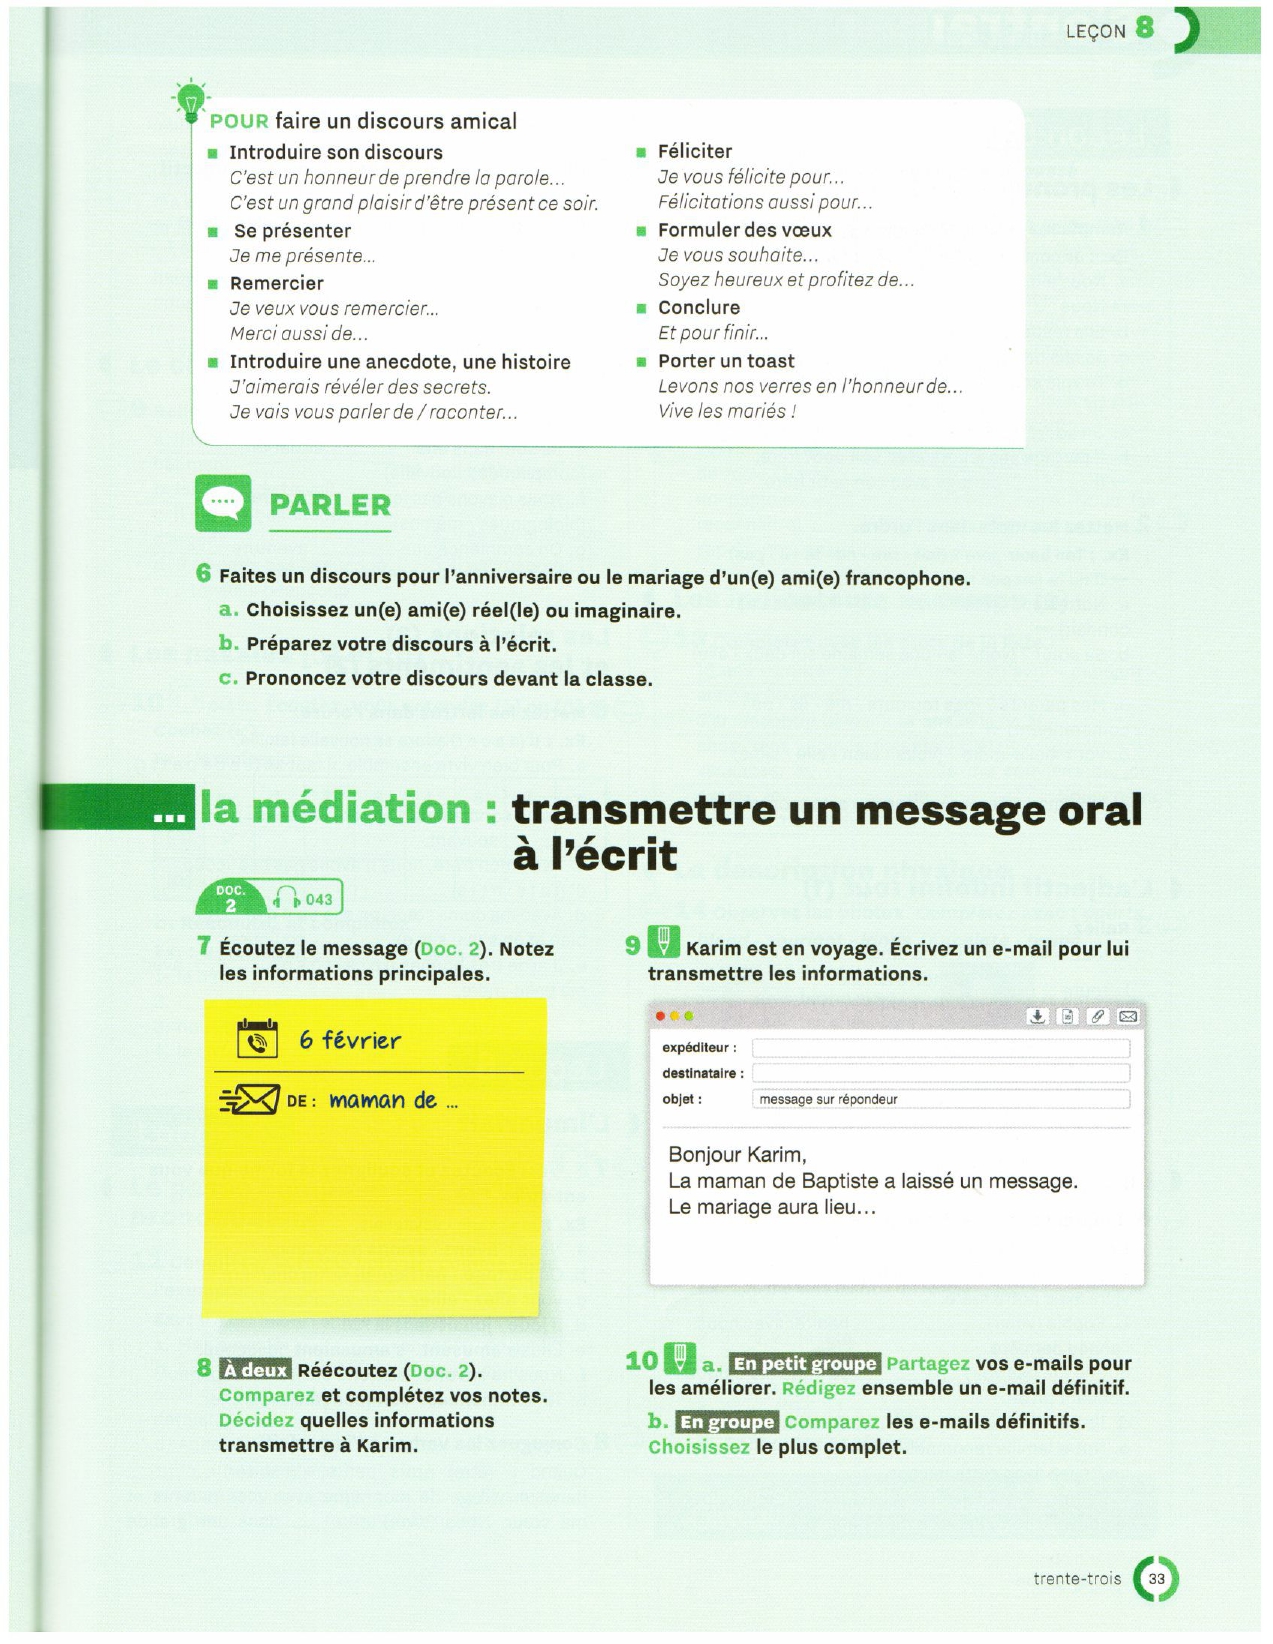 LEÇON 8
POUR faire un discours amical
Introduire son discours
C'est un honneur de prendre la parole...
C'est un grand plaisir d'être présent ce soir.
Se présenter
Je me présente...
Remercier
Je veux vous remercier...
Merci aussi de...
Introduire une anecdote, une histoire
J'aimerais révéler des secrets.
Je vais vous parler de / raconter...
Féliciter
Je vous félicite pour...
Félicitations aussi pour...
Formuler des vœux
Je vous souhaite...
Soyez heureux et profitez de...
Conclure
Et pour finir...
Porter un toast
Levons nos verres en l'honneur de...
Vive les mariés !
PARLER
6 Faites un discours pour l'anniversaire ou le mariage d'un(e) ami(e) francophone.
a. Choisissez un(e) ami(e) réel(le) ou imaginaire.
b. Préparez votre discours à l'écrit.
c. Prononcez votre discours devant la classe.
... la médiation : transmettre un message oral
à l'écrit
DOC.
2
043
7 Écoutez le message (Doc. 2). Notez
les informations principales.
6 février
DE : maman de ...
8 À deux Réécoutez (Doc. 2).
Comparez et complétez vos notes.
Décidez quelles informations
transmettre à Karim.
9 Karim est en voyage. Écrivez un e-mail pour lui
transmettre les informations.
expéditeur :
destinataire :
objet : message sur répondeur
Bonjour Karim,
La maman de Baptiste a laissé un message.
Le mariage aura lieu...
10 a. En petit groupe Partagez vos e-mails pour
les améliorer. Rédigez ensemble un e-mail définitif.
b. En groupe Comparez les e-mails définitifs.
Choisissez le plus complet.
trente-trois 33